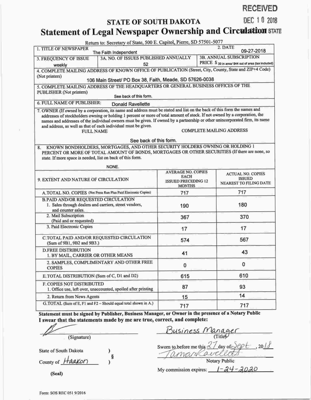 RECEIVED
DEC 10 2018
STATE OF SOUTH DAKOTA
Statement of Legal Newspaper Ownership and Circulation
STATE
Return to: Secretary of State, 500 E. Capitol, Pierre, SD 57501-5077
1. TITLE OF NEWSPAPER
The Faith Independent
2. DATE
09-27-2018
3. FREQUENCY OF ISSUE
weekly
3A. NO. OF ISSUES PUBLISHED ANNUALLY
52
3B. ANNUAL SUBSCRIPTION
PRICE $
4. COMPLETE MAILING ADDRESS OF KNOWN OFFICE OF PUBLICATION (Street, City, County, State and ZIP+4 Code)
(Not printers)
106 Main Street/ PO Box 38, Faith, Meade, SD 57626-0038
5. COMPLETE MAILING ADDRESS OF THE HEADQUARTERS OF GENERAL BUSINESS OFFICES OF THE
PUBLISHER (Not printers)
See back of this form.
6. FULL NAME OF PUBLISHER:
Donald Ravellette
7. OWNER (If owned by a corporation, its name and address must be stated and list on the back of this form the names and
addresses of stockholders owning or holding 1 percent or more of total amount of stock. If not owned by a corporation, the
names and addresses of the individual owners must be given. If owned by a partnership or other unincorporated firm, its name
and address, as well as that of each individual must be given.
FULL NAME
COMPLETE MAILING ADDRESS
See back of this form.
8. KNOWN BONDHOLDERS, MORTGAGES, AND OTHER SECURITY HOLDERS OWNING OR HOLDING 1
PERCENT OR MORE OF TOTAL AMOUNT OF BONDS, MORTGAGES OR OTHER SECURITIES (If there are none, so
state. If more space is needed, list on back of this form.
NONE.
9. EXTENT AND NATURE OF CIRCULATION
AVERAGE NO. COPIES
EACH
ISSUED PRECEDING 12
MONTHS
ACTUAL NO. COPIES
ISSUED
NEAREST TO FILING DATE
A. TOTAL NO. COPIES (Net Press Run Plus Paid Electronic Copies) 717 717
B. PAID AND/OR REQUESTED CIRCULATION
1. Sales through dealers and carriers, street vendors,
and counter sales. 190 180
2. Mail Subscription
(Paid and or requested) 367 370
3. Paid Electronic Copies 17 17
C. TOTAL PAID AND/OR REQUESTED CIRCULATION
(Sum of 9B1, 9B2 and 9B3.) 574 567
D. FREE DISTRIBUTION
1. BY MAIL, CARRIER OR OTHER MEANS 41 43
2. SAMPLES, COMPLIMENTARY AND OTHER FREE
COPIES 0 0
E. TOTAL DISTRIBUTION (Sum of C, D1 and D2) 615 610
F. COPIES NOT DISTRIBUTED
1. Office use, left over, unaccounted, spoiled after printing 87 93
2. Return from News Agents 15 14
G. TOTAL (Sum of E, F1 and F2 – Should equal total shown in A.) 717 717
Statement must be signed by Publisher, Business Manager, or Owner in the presence of a Notary Public
I swear that the statements made by me are true, correct, and complete:
Business Manager
(Signature)
(Title)
State of South Dakota )
§
County of Haakon )
(Seal)
Sworn to before me this 27 day of Sept, 2018
Tamara Ravellette
Notary Public
My commission expires: 1-24-2020
Form: SOS REC 051 9/2016